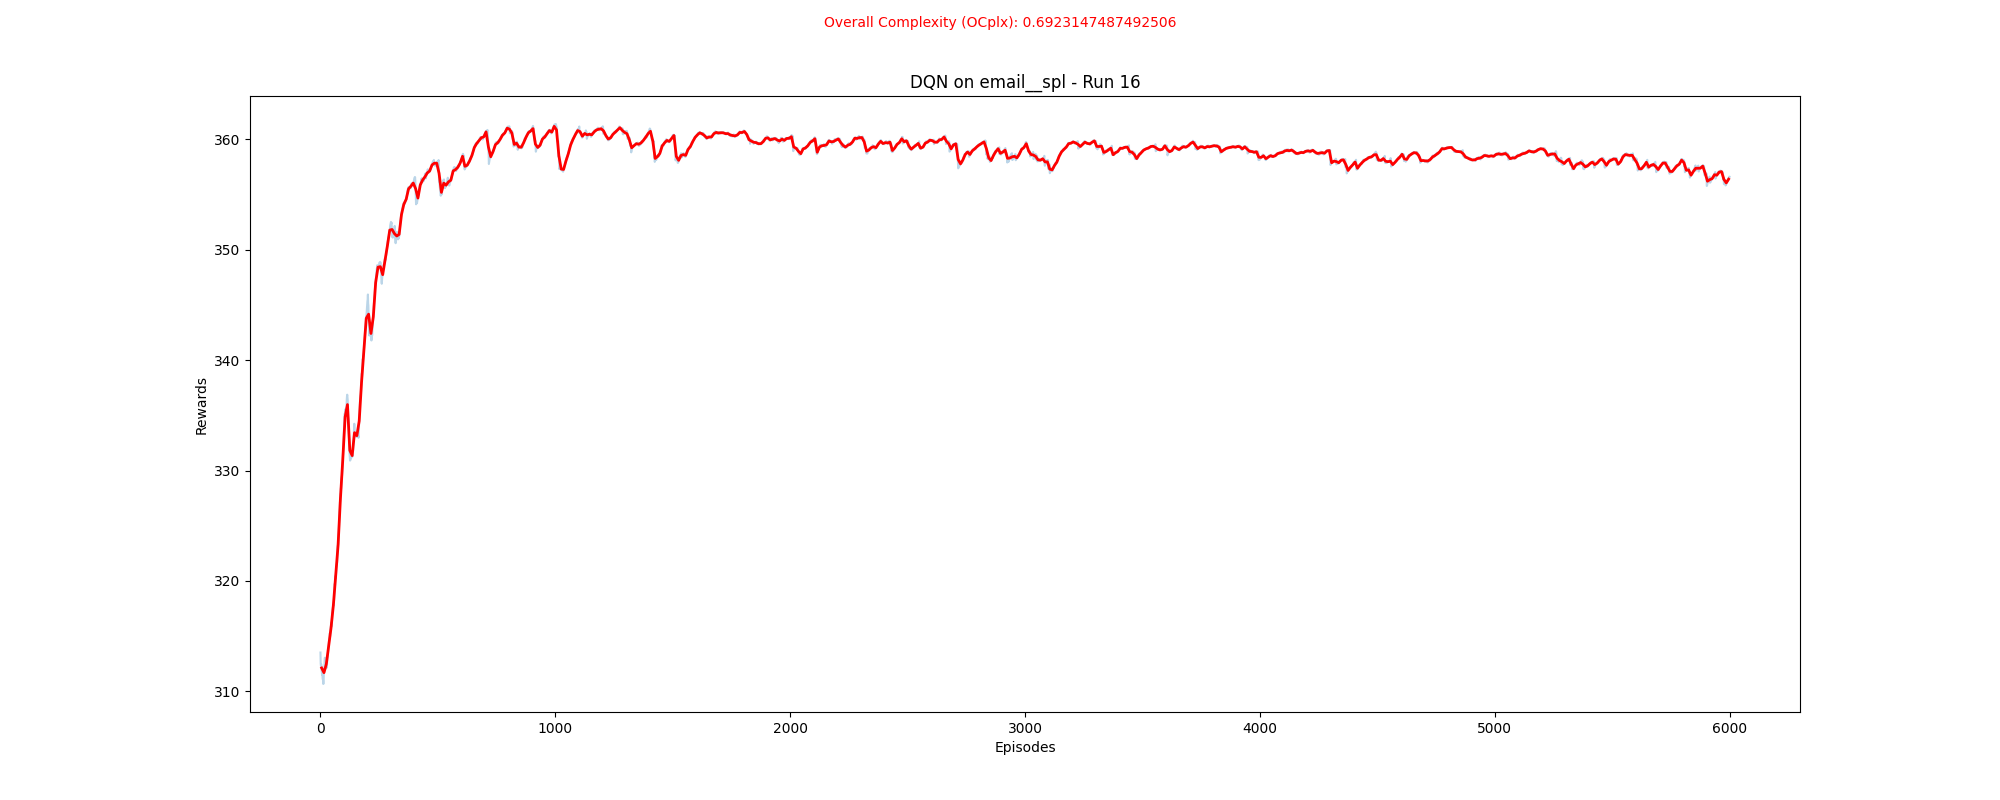 Overall Complexity (OCplx): 0.6923147487492506
DQN on email__spl - Run 16
Rewards
360
350
340
330
320
310
0 1000 2000 3000 4000 5000 6000
Episodes